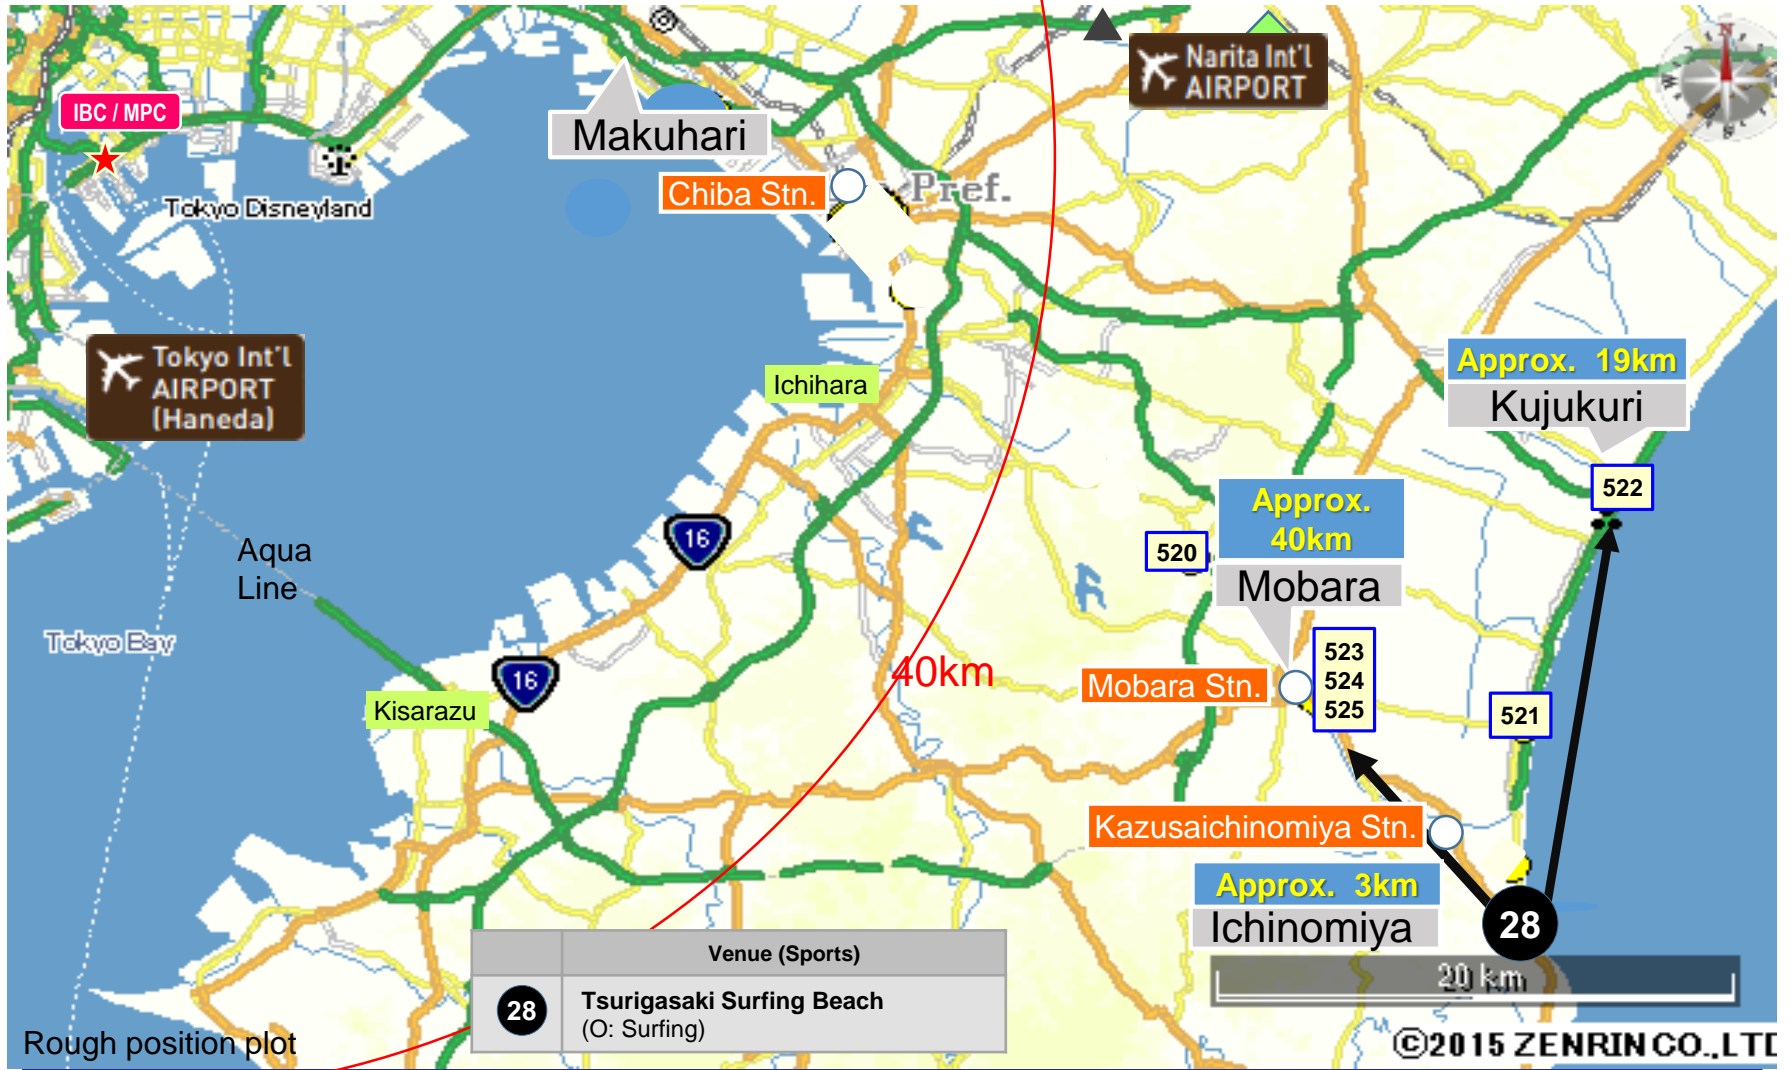 N
Narita Int'l
AIRPORT
IBC / MPC
Makuhari
Chiba Stn.
Pref.
Tokyo Disneyland
Tokyo Int'l
AIRPORT
(Haneda)
Ichihara
Approx. 19km
Kujukuri
522
Approx.
40km
Mobara
520
16
Aqua
Line
Tokyo Bay
16
Kisarazu
40km
Mobara Stn.
523
524
525
521
Kazusaichinomiya Stn.
Approx. 3km
Ichinomiya
28
20 km
Venue (Sports)
28
Tsurigasaki Surfing Beach
(O: Surfing)
Rough position plot
©2015 ZENRIN CO.,LTD